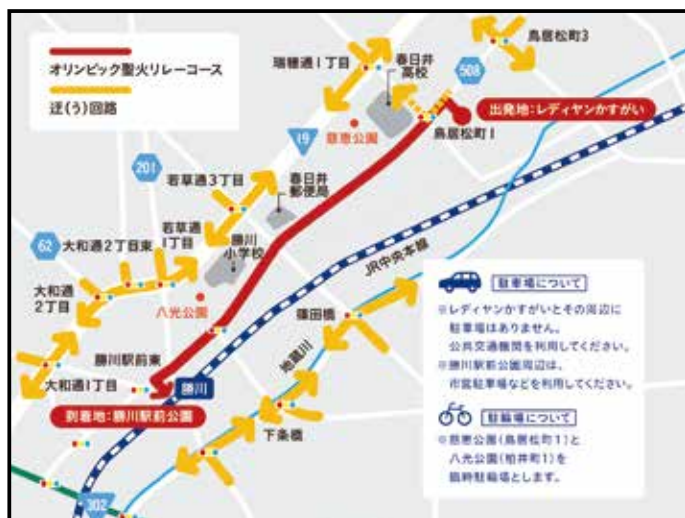 オリンピック聖火リレーコース
迂(う)回路
瑞穂通1丁目
春日井
高校
鳥居松町3
508
出発地:レディヤンかすがい
鳥居松町1
慈恵公園
19
201
若草通3丁目
春日井
郵便局
若草通
1丁目
勝川
小学校
62
大和通2丁目東
大和通
2丁目
八光公園
JR中央本線
篠田橋
地蔵川
勝川駅前東
大和通1丁目
勝川
到着地:勝川駅前公園
下条橋
302
駐車場について
※レディヤンかすがいとその周辺に
駐車場はありません。
公共交通機関を利用してください。
※勝川駅前公園周辺は、
市営駐車場などを利用してください。
駐輪場について
※慈恵公園(鳥居松町1)と
八光公園(柏井町1)を
臨時駐輪場とします。